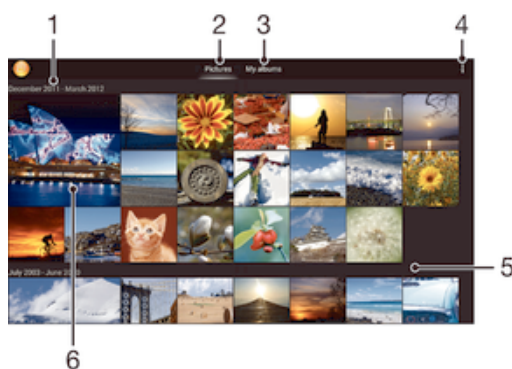 1 2 3 4
Pictures My albums
December 2011 - March 2012
5
July 2003 - June 2010
6